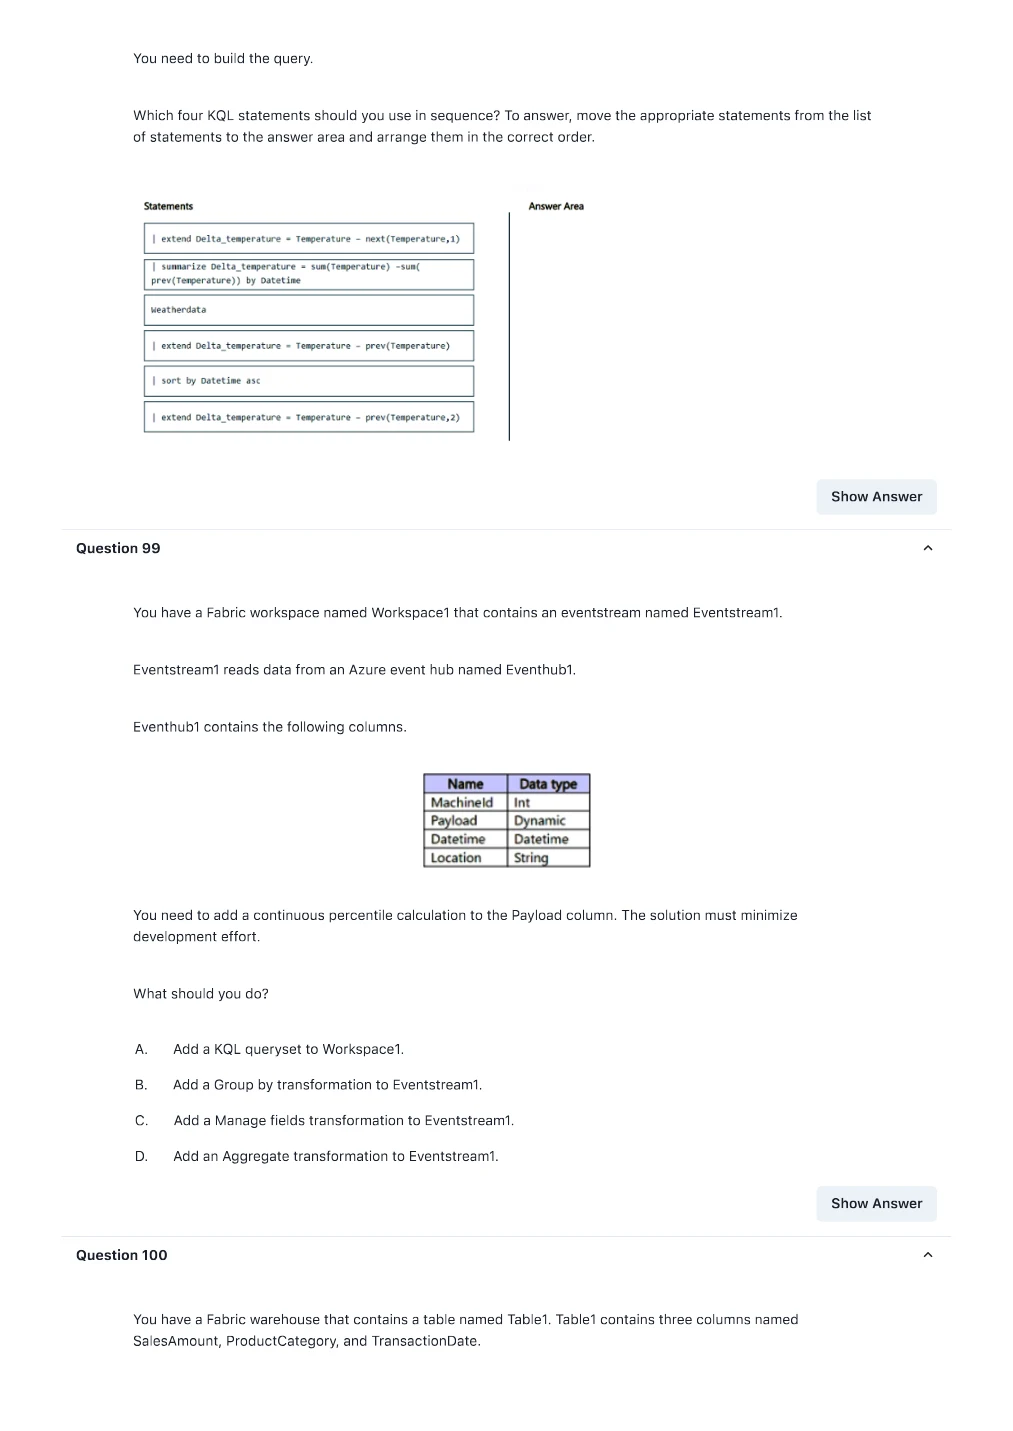 You need to build the query.
Which four KQL statements should you use in sequence? To answer, move the appropriate statements from the list
of statements to the answer area and arrange them in the correct order.
Statements
Answer Area
| extend Delta_temperature = Temperature - next(Temperature,1)
| summarize Delta_temperature = sum(Temperature) -sum(
prev(Temperature)) by Datetime
Weatherdata
| extend Delta_temperature = Temperature - prev(Temperature)
| sort by Datetime asc
| extend Delta_temperature = Temperature - prev(Temperature,2)
Show Answer
Question 99
You have a Fabric workspace named Workspace1 that contains an eventstream named Eventstream1.
Eventstream1 reads data from an Azure event hub named Eventhub1.
Eventhub1 contains the following columns.
Name Data type
MachineId Int
Payload Dynamic
Datetime Datetime
Location String
You need to add a continuous percentile calculation to the Payload column. The solution must minimize
development effort.
What should you do?
A. Add a KQL queryset to Workspace1.
B. Add a Group by transformation to Eventstream1.
C. Add a Manage fields transformation to Eventstream1.
D. Add an Aggregate transformation to Eventstream1.
Show Answer
Question 100
You have a Fabric warehouse that contains a table named Table1. Table1 contains three columns named
SalesAmount, ProductCategory, and TransactionDate.